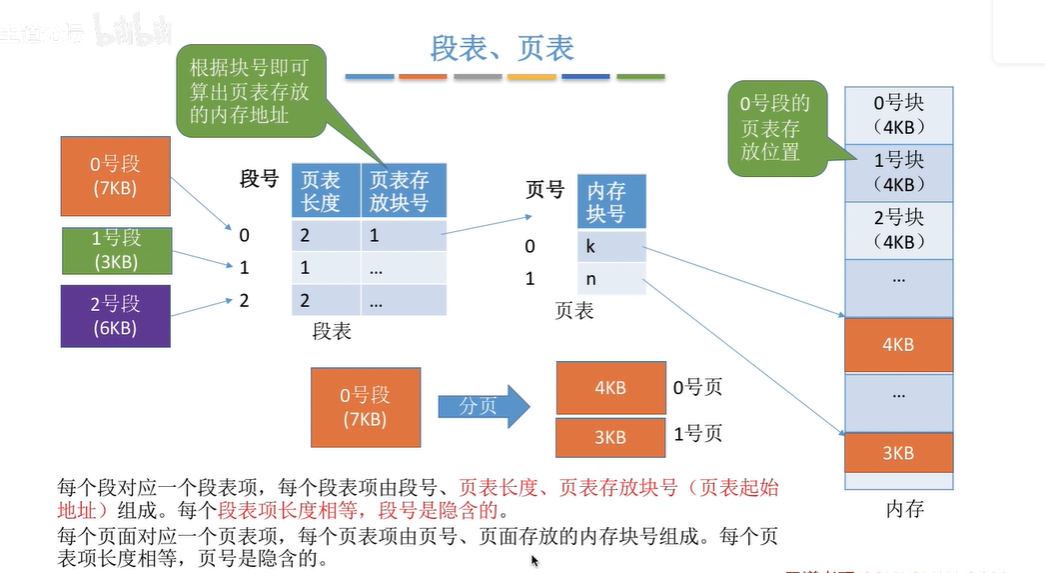 段表、页表
根据块号即可
算出页表存放
的内存地址
0号段的
页表存
放位置
0号段
(7KB)
1号段
(3KB)
2号段
(6KB)
段号
页表
长度
页表存
放块号
0
2
1
1
1
...
2
2
...
段表
页号
内存
块号
0
k
1
n
页表
0号块
（4KB）
1号块
（4KB）
2号块
（4KB）
...
4KB
...
3KB
内存
0号段
(7KB)
分页
4KB
0号页
3KB
1号页
每个段对应一个段表项，每个段表项由段号、页表长度、页表存放块号（页表起始
地址）组成。每个段表项长度相等，段号是隐含的。
每个页面对应一个页表项，每个页表项由页号、页面存放的内存块号组成。每个页
表项长度相等，页号是隐含的。